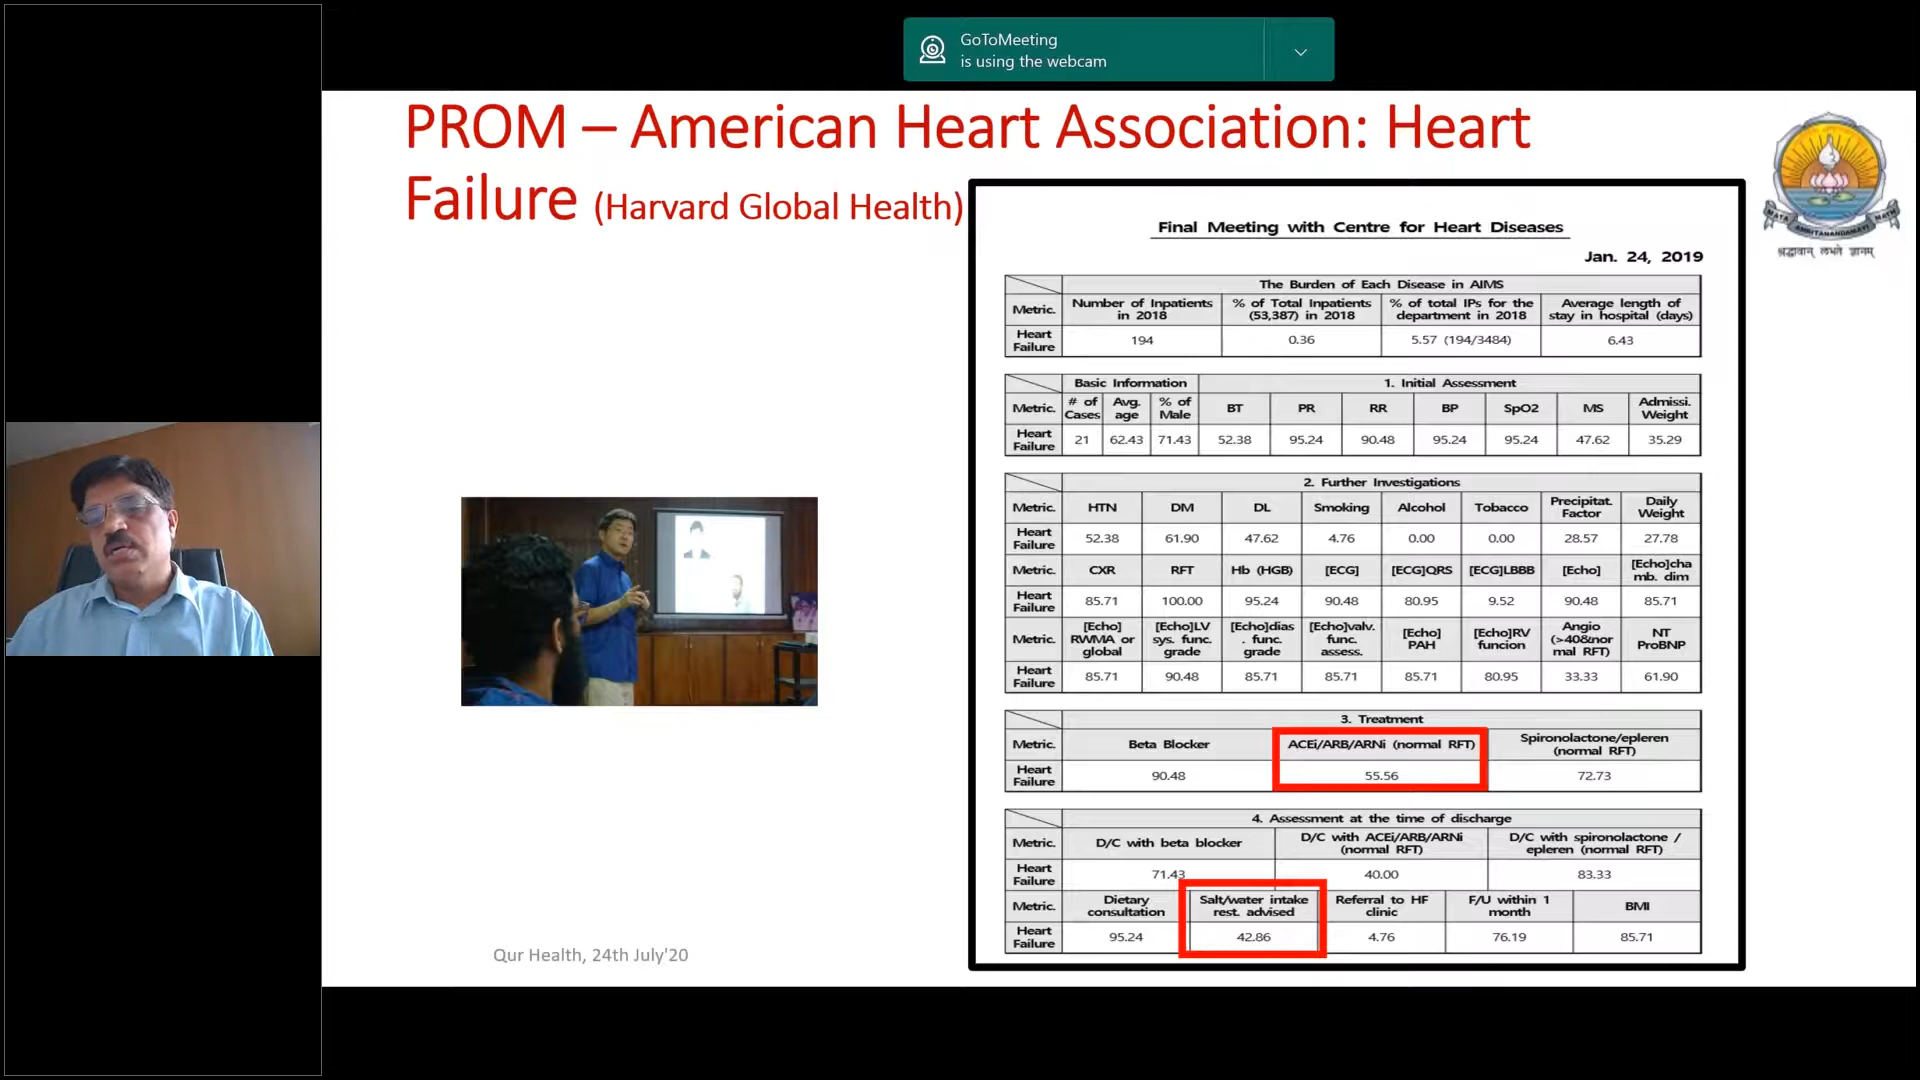 GoToMeeting
is using the webcam
PROM – American Heart Association: Heart
Failure (Harvard Global Health)
MATA AMRITANANDAMAYI MATH
श्रद्धावान् लभते ज्ञानम्
Final Meeting with Centre for Heart Diseases
Jan. 24, 2019
The Burden of Each Disease in AIMS
Metric. Number of Inpatients in 2018 % of Total Inpatients (53,387) in 2018 % of total IPs for the department in 2018 Average length of stay in hospital (days)
Heart Failure 194 0.36 5.57 (194/3484) 6.43
Basic Information 1. Initial Assessment
Metric. # of Cases Avg. age % of Male BT PR RR BP SpO2 MS Admissi. Weight
Heart Failure 21 62.43 71.43 52.38 95.24 90.48 95.24 95.24 47.62 35.29
2. Further Investigations
Metric. HTN DM DL Smoking Alcohol Tobacco Precipitat. Factor Daily Weight
Heart Failure 52.38 61.90 47.62 4.76 0.00 0.00 28.57 27.78
Metric. CXR RFT Hb (HGB) [ECG] [ECG]QRS [ECG]LBBB [Echo] [Echo]cha mb. dim
Heart Failure 85.71 100.00 95.24 90.48 80.95 9.52 90.48 85.71
Metric. [Echo] RWMA or global [Echo]LV sys. func. grade [Echo]dias . func. grade [Echo]valv. func. assess. [Echo] PAH [Echo]RV funcion Angio (>40&nor mal RFT) NT ProBNP
Heart Failure 85.71 90.48 85.71 85.71 85.71 80.95 33.33 61.90
3. Treatment
Metric. Beta Blocker ACEi/ARB/ARNi (normal RFT) Spironolactone/epleren (normal RFT)
Heart Failure 90.48 55.56 72.73
4. Assessment at the time of discharge
Metric. D/C with beta blocker D/C with ACEi/ARB/ARNi (normal RFT) D/C with spironolactone / epleren (normal RFT)
Heart Failure 71.43 40.00 83.33
Metric. Dietary consultation Salt/water intake rest. advised Referral to HF clinic F/U within 1 month BMI
Heart Failure 95.24 42.86 4.76 76.19 85.71
Qur Health, 24th July'20